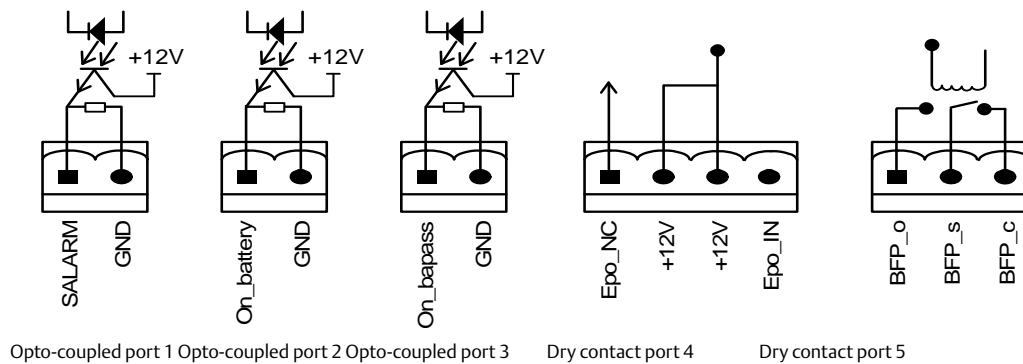 +12V +12V +12V
SALARM GND On_battery GND On_bapass GND Epo_NC +12V +12V Epo_IN BFP_o BFP_s BFP_c
Opto-coupled port 1 Opto-coupled port 2 Opto-coupled port 3 Dry contact port 4 Dry contact port 5